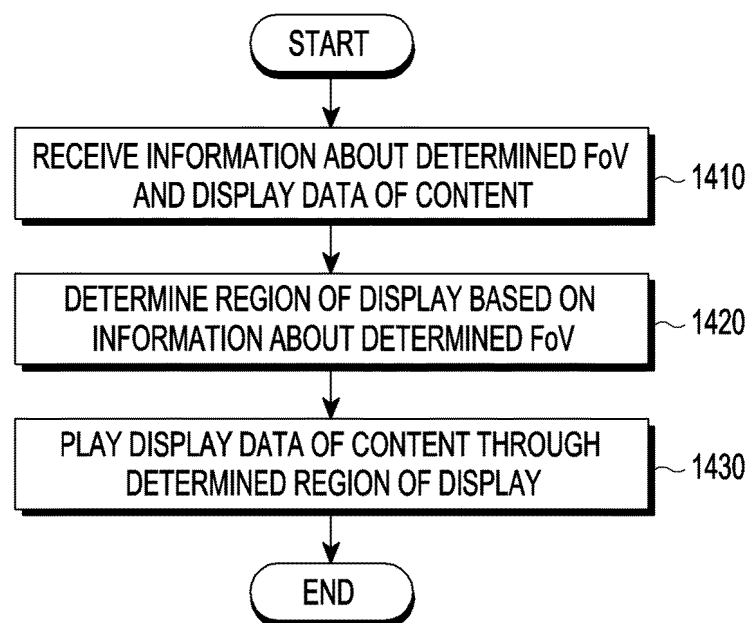 START
RECEIVE INFORMATION ABOUT DETERMINED FoV
AND DISPLAY DATA OF CONTENT
1410
DETERMINE REGION OF DISPLAY BASED ON
INFORMATION ABOUT DETERMINED FoV
1420
PLAY DISPLAY DATA OF CONTENT THROUGH
DETERMINED REGION OF DISPLAY
1430
END